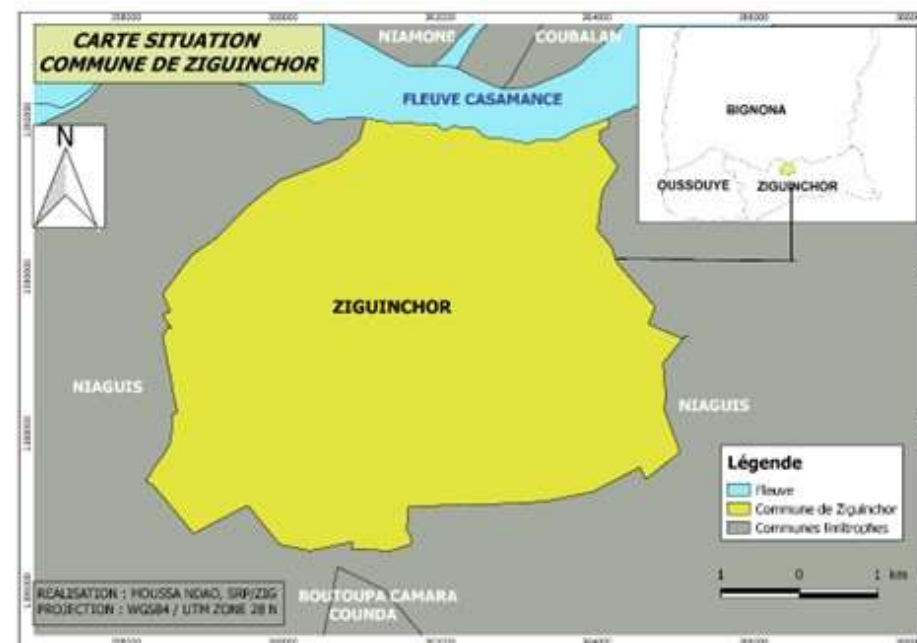 CARTE SITUATION
COMMUNE DE ZIGUINCHOR
NIAMONE
COUBALAN
FLEUVE CASAMANCE
BIGNONA
OUSSOUYE
ZIGUINCHOR
N
ZIGUINCHOR
NIAGUIS
NIAGUIS
Légende
Fleuve
Commune de Ziguinchor
Communes limitrophes
1 0 1 km
BOUTOUPA CAMARA
COUNDA
REALISATION : MOUSSA NDAO, SRP/ZIG
PROJECTION : WGS84 / UTM ZONE 28 N